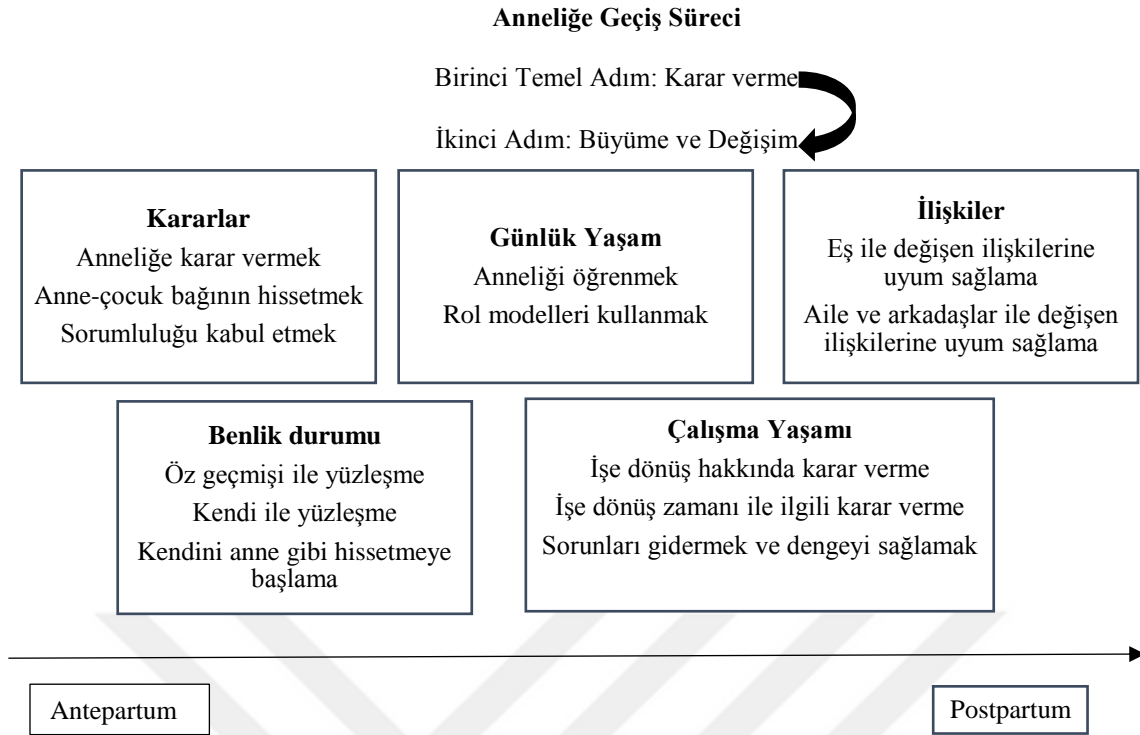 Anneliğe Geçiş Süreci
Birinci Temel Adım: Karar verme
İkinci Adım: Büyüme ve Değişim
Kararlar
Anneliğe karar vermek
Anne-çocuk bağının hissetmek
Sorumluluğu kabul etmek
Günlük Yaşam
Anneliği öğrenmek
Rol modelleri kullanmak
İlişkiler
Eş ile değişen ilişkilerine
uyum sağlama
Aile ve arkadaşlar ile değişen
ilişkilerine uyum sağlama
Benlik durumu
Öz geçmişi ile yüzleşme
Kendi ile yüzleşme
Kendini anne gibi hissetmeye
başlama
Çalışma Yaşamı
İşe dönüş hakkında karar verme
İşe dönüş zamanı ile ilgili karar verme
Sorunları gidermek ve dengeyi sağlamak
Antepartum
Postpartum